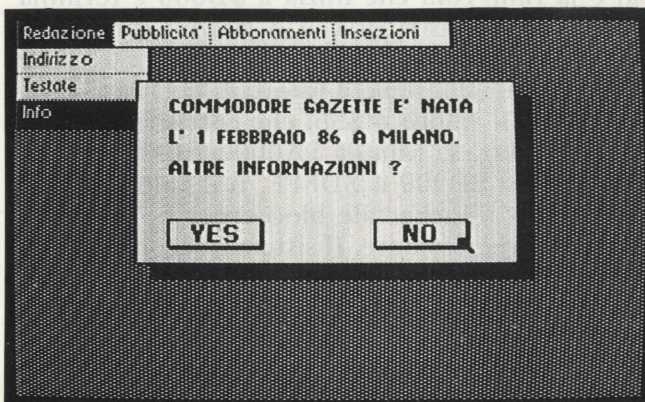 Redazione Pubblicita' Abbonamenti Inserzioni
Indirizzo
Testate
Info
COMMODORE GAZETTE E' NATA
L' 1 FEBBRAIO 86 A MILANO.
ALTRE INFORMAZIONI ?
YES NO